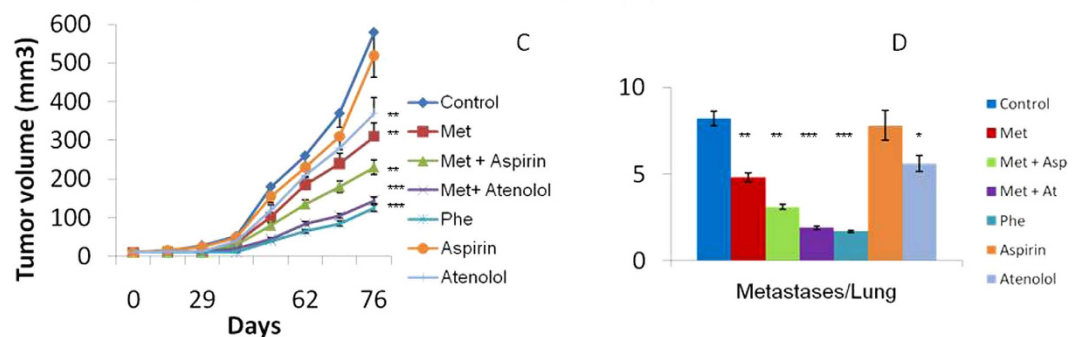 Tumor volume (mm3)
600
500
400
300
200
100
0
0 29 62 76
Days
C
Control
Met
Met + Aspirin
Met+ Atenolol
Phe
Aspirin
Atenolol
**
**
**
***
***
D
10
5
0
** ** *** *** *
Metastases/Lung
Control
Met
Met + Asp
Met + At
Phe
Aspirin
Atenolol